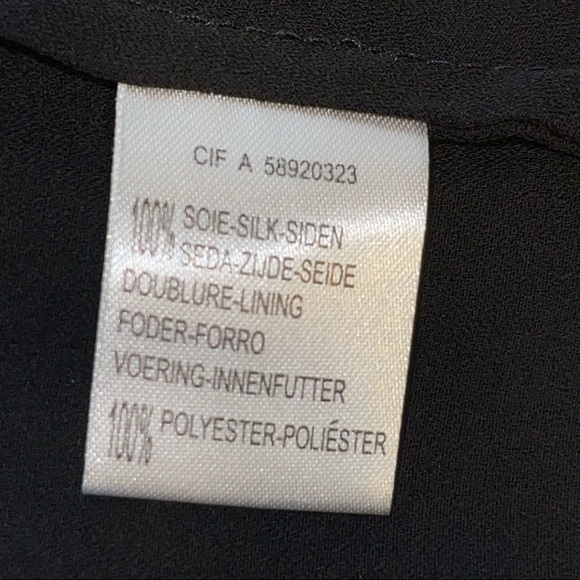 CIF A 58920323
100% SOIE-SILK-SIDEN
SEDA-ZIJDE-SEIDE
DOUBLURE-LINING
FODER-FORRO
VOERING-INNENFUTTER
100% POLYESTER-POLIÉSTER